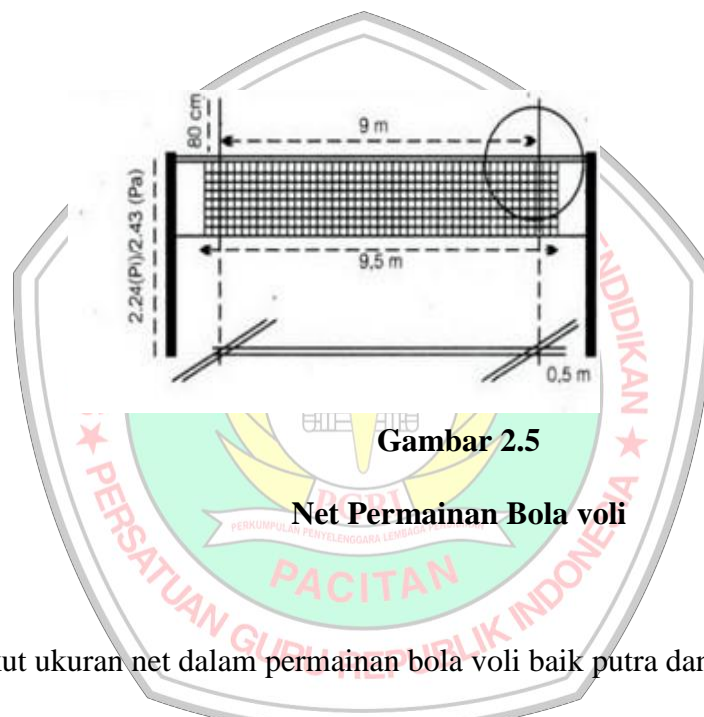 80 cm
9 m
2.24(Pi)/2.43 (Pa)
9,5 m
0,5 m
Gambar 2.5
Net Permainan Bola voli
PGRI
PERKUMPULAN PENYELENGGARA LEMBAGA
PACITAN
PERSATUAN GURU REPUBLIK INDONESIA
NDIDIKAN
kut ukuran net dalam permainan bola voli baik putra dan